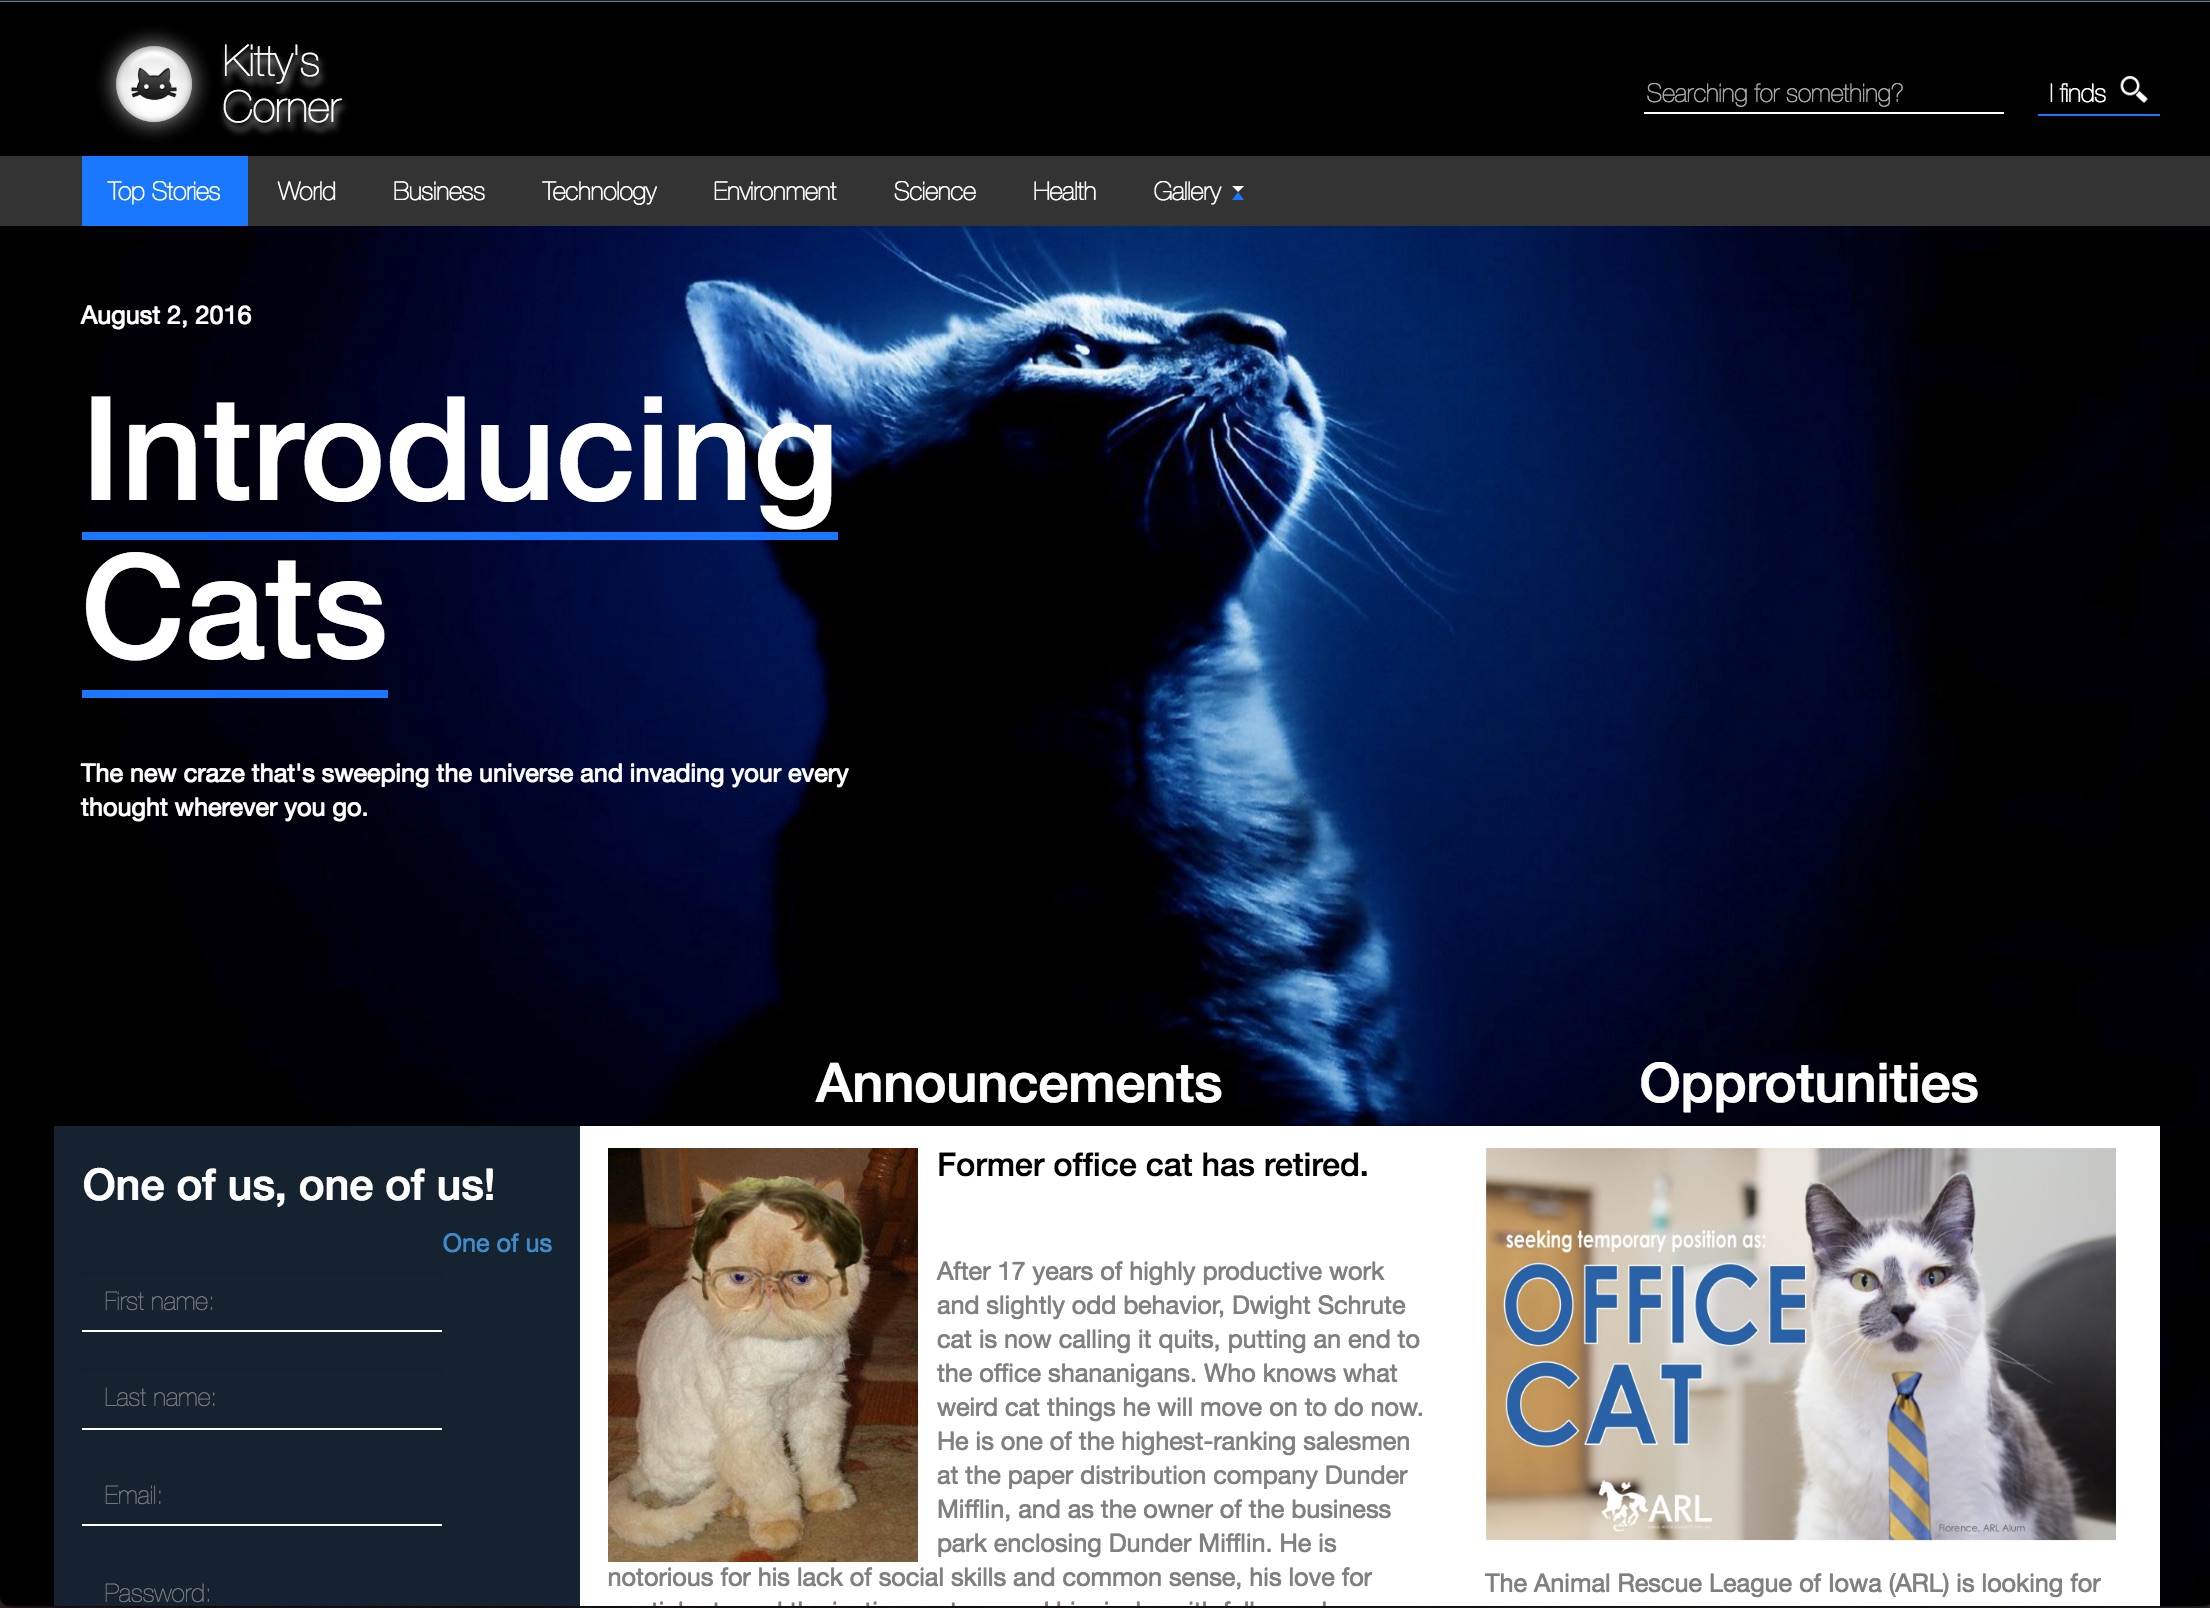 Kitty's
Corner
Searching for something?
I finds
Top Stories
World
Business
Technology
Environment
Science
Health
Gallery
August 2, 2016
Introducing
Cats
The new craze that's sweeping the universe and invading your every
thought wherever you go.
Announcements
Opprotunities
One of us, one of us!
One of us
First name:
Last name:
Email:
Password:
Former office cat has retired.
After 17 years of highly productive work
and slightly odd behavior, Dwight Schrute
cat is now calling it quits, putting an end to
the office shananigans. Who knows what
weird cat things he will move on to do now.
He is one of the highest-ranking salesmen
at the paper distribution company Dunder
Mifflin, and as the owner of the business
park enclosing Dunder Mifflin. He is
notorious for his lack of social skills and common sense, his love for
seeking temporary position as:
OFFICE
CAT
ARL
Florence, ARL Alum
The Animal Rescue League of Iowa (ARL) is looking for